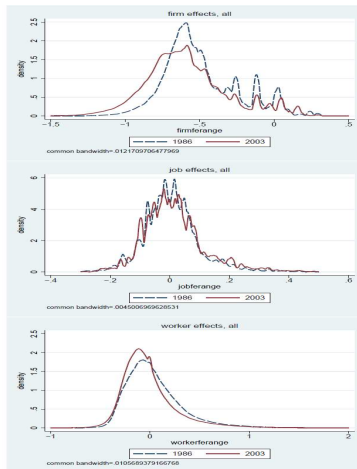 firm effects, all
density
0 .5 1 1.5 2 2.5
-1.5 -1 -.5 0 .5
firmferange
1986 2003
common bandwidth=.0121709706477969
job effects, all
density
0 2 4 6
-.4 -.2 .0 .2 .4 .6
jobferange
1986 2003
common bandwidth=.0045006969628531
worker effects, all
density
0 .5 1 1.5 2 2.5
-1 0 1 2
workerferange
1986 2003
common bandwidth=.0105689379166768